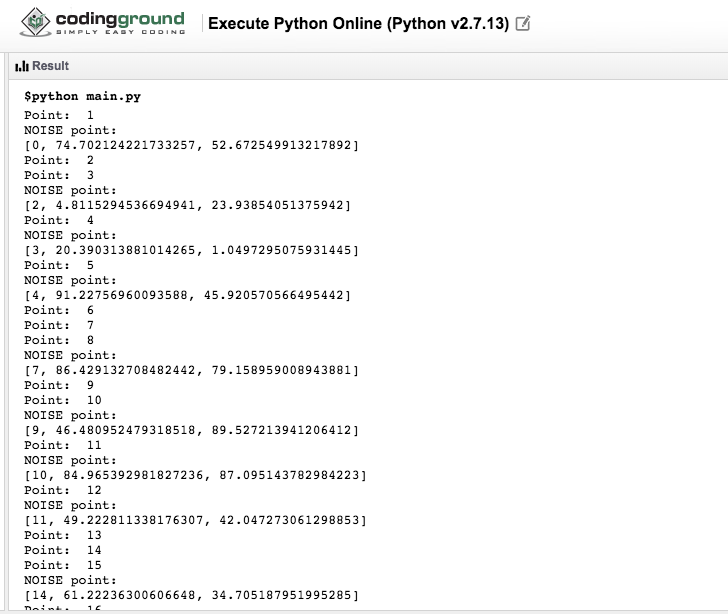 codingground
SIMPLY EASY CODING
Execute Python Online (Python v2.7.13)
Result
$python main.py
Point:  1
NOISE point:
[0, 74.702124221733257, 52.672549913217892]
Point:  2
Point:  3
NOISE point:
[2, 4.8115294536694941, 23.93854051375942]
Point:  4
NOISE point:
[3, 20.390313881014265, 1.0497295075931445]
Point:  5
NOISE point:
[4, 91.22756960093588, 45.920570566495442]
Point:  6
Point:  7
Point:  8
NOISE point:
[7, 86.429132708482442, 79.158959008943881]
Point:  9
Point:  10
NOISE point:
[9, 46.480952479318518, 89.527213941206412]
Point:  11
NOISE point:
[10, 84.965392981827236, 87.095143782984223]
Point:  12
NOISE point:
[11, 49.222811338176307, 42.047273061298853]
Point:  13
Point:  14
Point:  15
NOISE point:
[14, 61.22236300606648, 34.705187951995285]
Point:  16